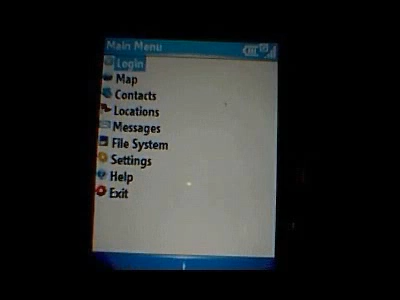 Main Menu
Login
Map
Contacts
Locations
Messages
File System
Settings
Help
Exit